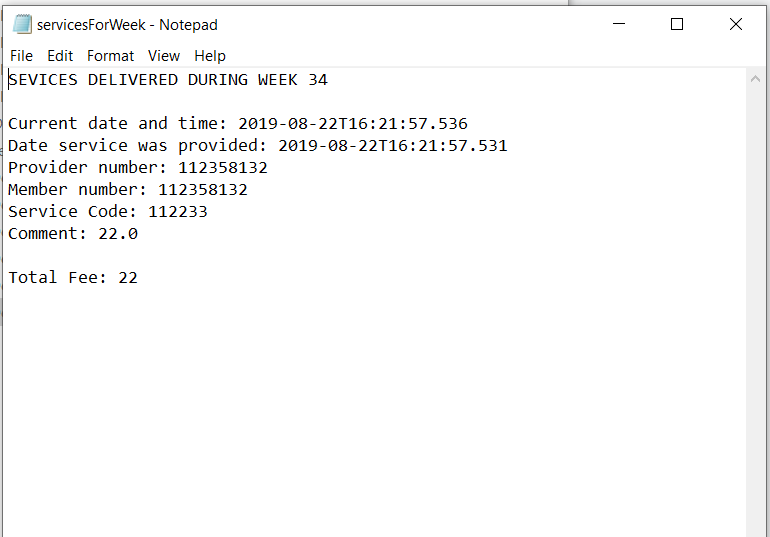 servicesForWeek - Notepad
File Edit Format View Help
SEVICES DELIVERED DURING WEEK 34
Current date and time: 2019-08-22T16:21:57.536
Date service was provided: 2019-08-22T16:21:57.531
Provider number: 112358132
Member number: 112358132
Service Code: 112233
Comment: 22.0
Total Fee: 22